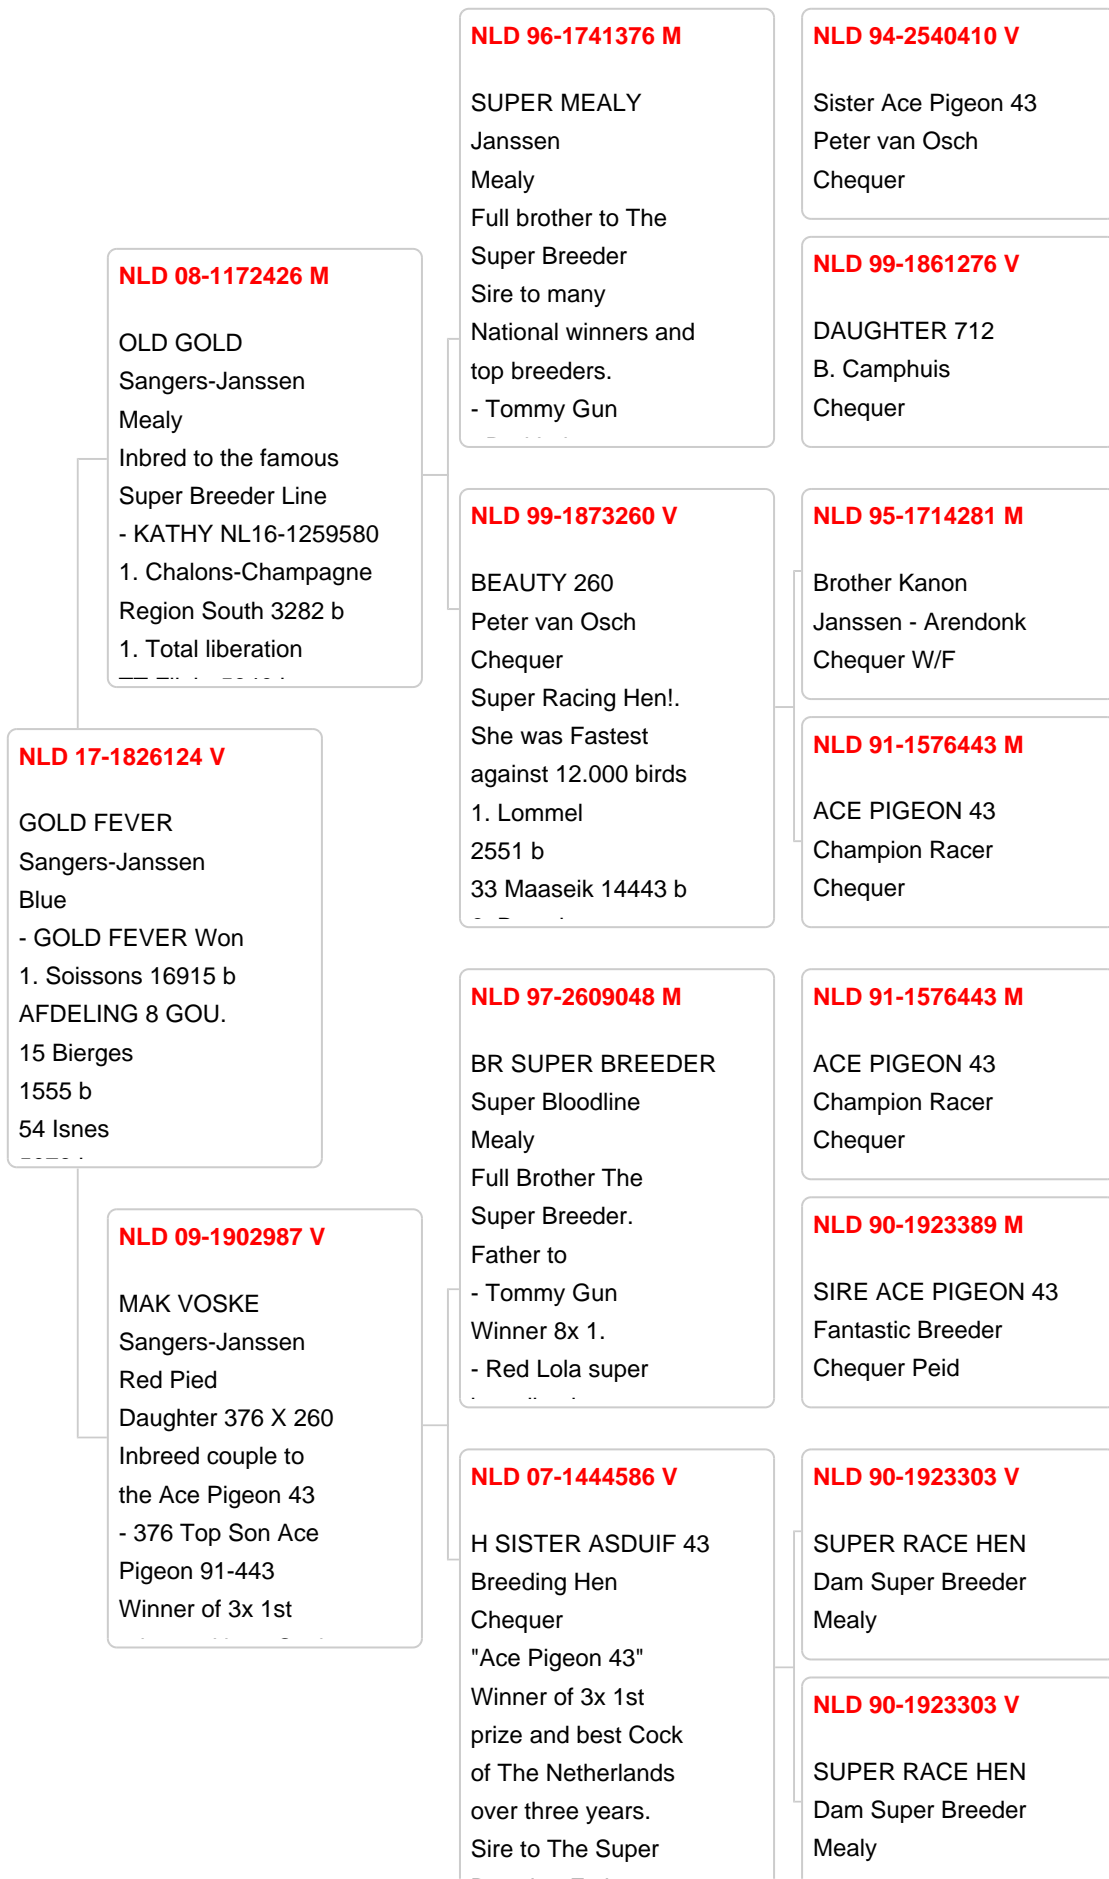 NLD 17-1826124 V
GOLD FEVER
Sangers-Janssen
Blue
- GOLD FEVER Won
1. Soissons 16915 b
AFDELING 8 GOU.
15 Bierges
1555 b
54 Isnes
NLD 08-1172426 M
OLD GOLD
Sangers-Janssen
Mealy
Inbred to the famous
Super Breeder Line
- KATHY NL16-1259580
1. Chalons-Champagne
Region South 3282 b
1. Total liberation
NLD 09-1902987 V
MAK VOSKE
Sangers-Janssen
Red Pied
Daughter 376 X 260
Inbreed couple to
the Ace Pigeon 43
- 376 Top Son Ace
Pigeon 91-443
Winner of 3x 1st
NLD 96-1741376 M
SUPER MEALY
Janssen
Mealy
Full brother to The
Super Breeder
Sire to many
National winners and
top breeders.
- Tommy Gun
NLD 99-1873260 V
BEAUTY 260
Peter van Osch
Chequer
Super Racing Hen!.
She was Fastest
against 12.000 birds
1. Lommel
2551 b
33 Maaseik 14443 b
NLD 97-2609048 M
BR SUPER BREEDER
Super Bloodline
Mealy
Full Brother The
Super Breeder.
Father to
- Tommy Gun
Winner 8x 1.
- Red Lola super
NLD 07-1444586 V
H SISTER ASDUIF 43
Breeding Hen
Chequer
"Ace Pigeon 43"
Winner of 3x 1st
prize and best Cock
of The Netherlands
over three years.
Sire to The Super
NLD 94-2540410 V
Sister Ace Pigeon 43
Peter van Osch
Chequer
NLD 99-1861276 V
DAUGHTER 712
B. Camphuis
Chequer
NLD 95-1714281 M
Brother Kanon
Janssen - Arendonk
Chequer W/F
NLD 91-1576443 M
ACE PIGEON 43
Champion Racer
Chequer
NLD 91-1576443 M
ACE PIGEON 43
Champion Racer
Chequer
NLD 90-1923389 M
SIRE ACE PIGEON 43
Fantastic Breeder
Chequer Peid
NLD 90-1923303 V
SUPER RACE HEN
Dam Super Breeder
Mealy
NLD 90-1923303 V
SUPER RACE HEN
Dam Super Breeder
Mealy